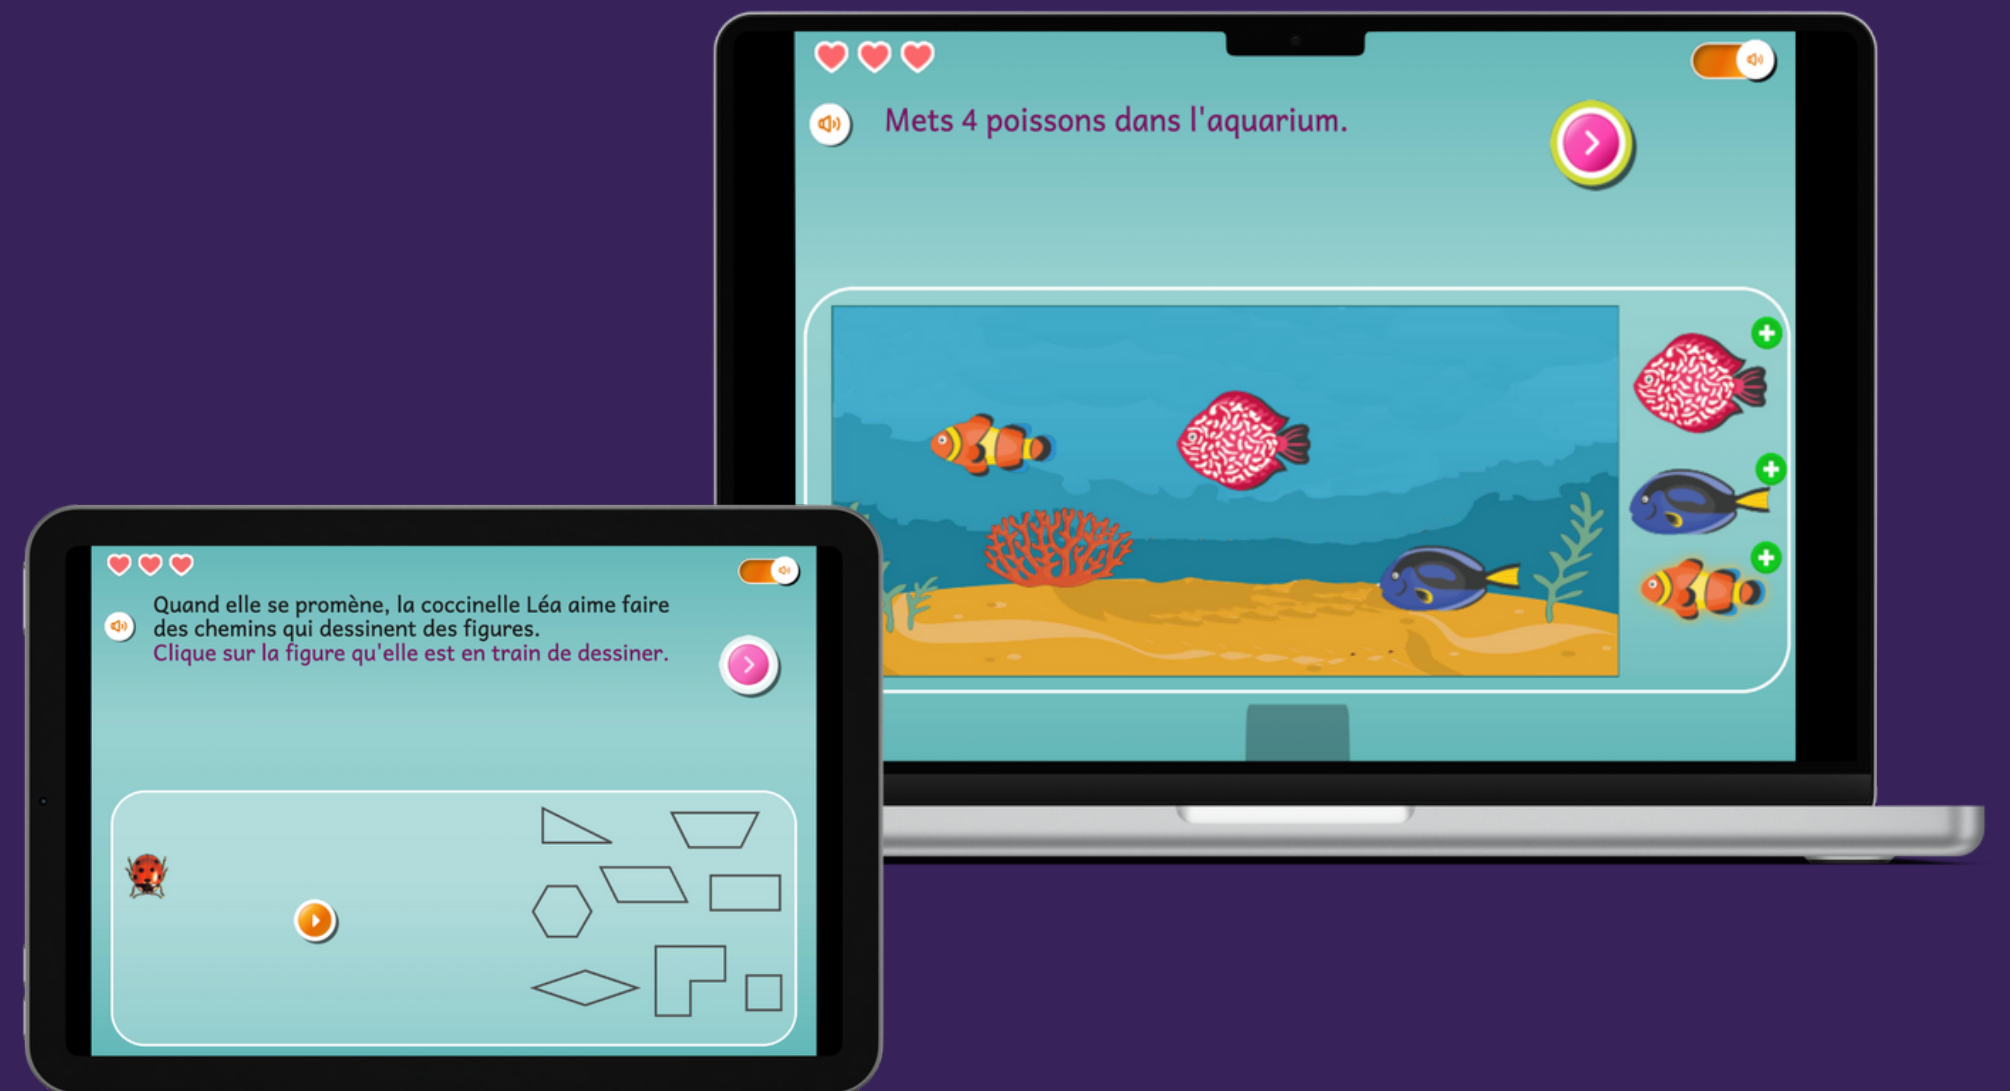 Mets 4 poissons dans l'aquarium.
Quand elle se promène, la coccinelle Léa aime faire
des chemins qui dessinent des figures.
Clique sur la figure qu'elle est en train de dessiner.